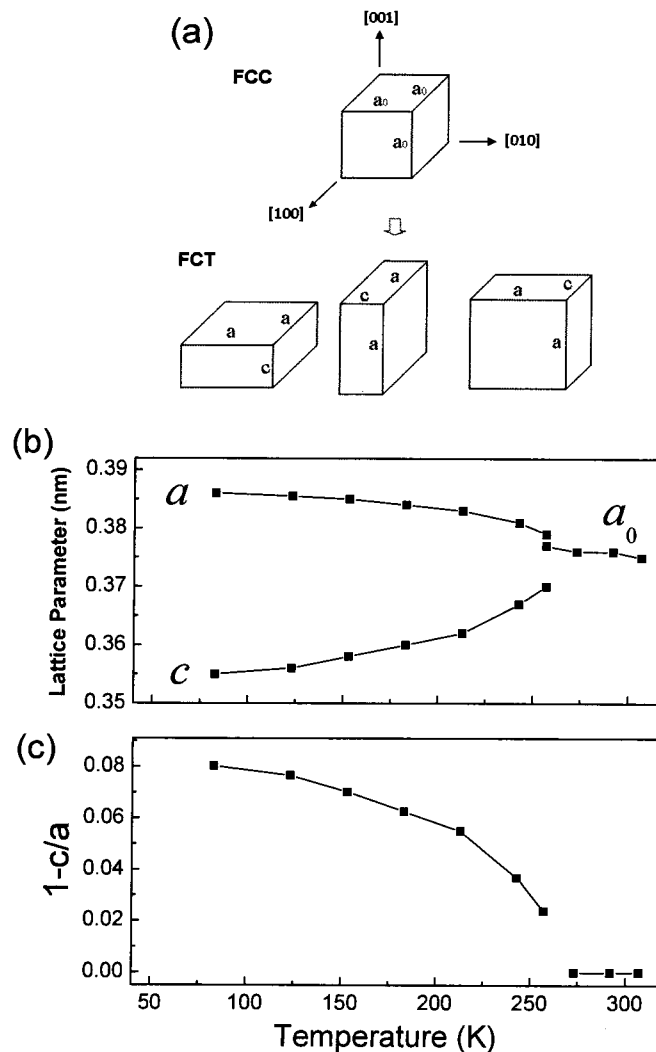 (a)
[001]
FCC
a₀ a₀
a₀
[010]
[100]
FCT
a a c
c a a
a c a
(b)
Lattice Parameter (nm)
0.39
0.38
0.37
0.36
0.35
a
a₀
c
(c)
1-c/a
0.08
0.06
0.04
0.02
0.00
50 100 150 200 250 300
Temperature (K)